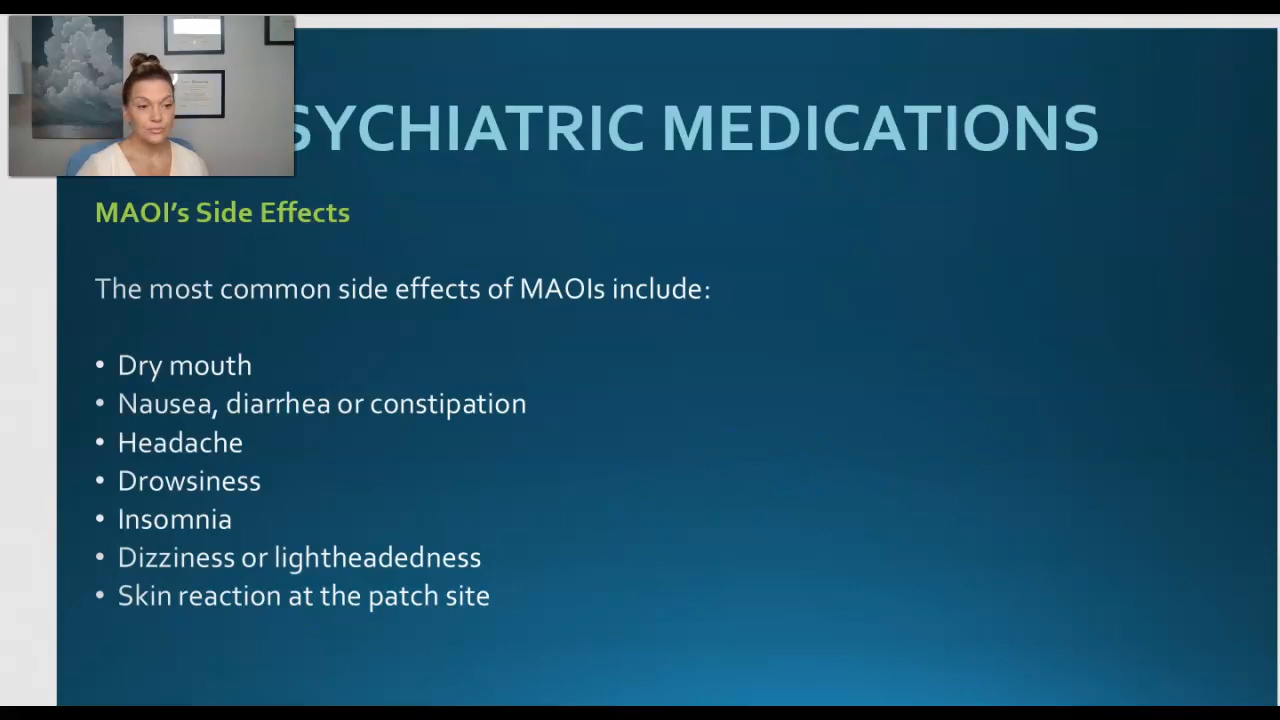 SYCHIATRIC MEDICATIONS
MAOI’s Side Effects
The most common side effects of MAOIs include:
• Dry mouth
• Nausea, diarrhea or constipation
• Headache
• Drowsiness
• Insomnia
• Dizziness or lightheadedness
• Skin reaction at the patch site